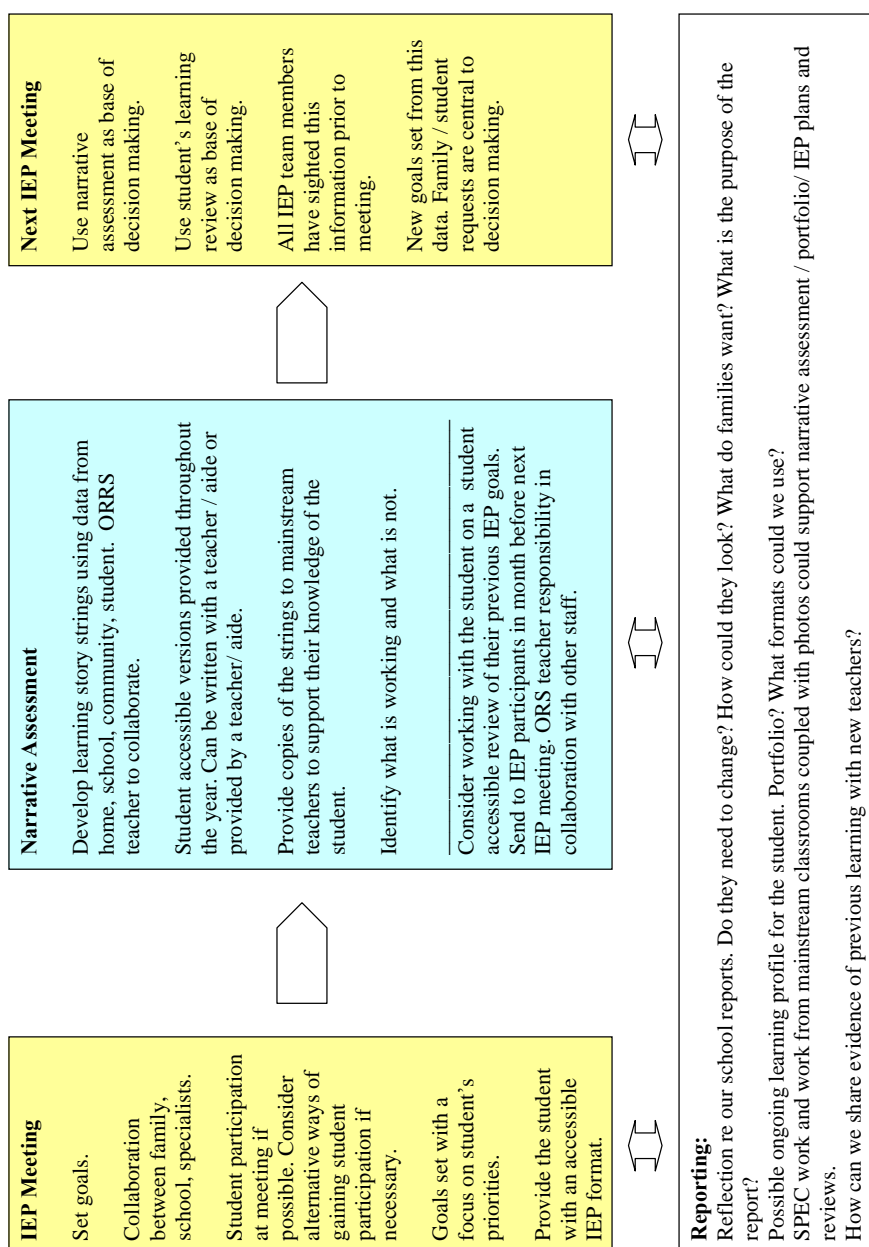 IEP Meeting
Set goals.
Collaboration
between family,
school, specialists.
Student participation
at meeting if
possible. Consider
alternative ways of
gaining student
participation if
necessary.
Goals set with a
focus on student's
priorities.
Provide the student
with an accessible
IEP format.
Narrative Assessment
Develop learning story strings using data from
home, school, community, student.  ORRS
teacher to collaborate.
Student accessible versions provided throughout
the year. Can be written with a teacher / aide or
provided by a teacher/ aide.
Provide copies of the strings to mainstream
teachers to support their knowledge of the
student.
Identify what is working and what is not.
Consider working with the student on a  student
accessible review of their previous IEP goals.
Send to IEP participants in month before next
IEP meeting. ORS teacher responsibility in
collaboration with other staff.
Next IEP Meeting
Use narrative
assessment as base of
decision making.
Use student's learning
review as base of
decision making.
All IEP team members
have sighted this
information prior to
meeting.
New goals set from this
data. Family / student
requests are central to
decision making.
Reporting:
Reflection re our school reports. Do they need to change? How could they look? What do families want? What is the purpose of the
report?
Possible ongoing learning profile for the student. Portfolio? What formats could we use?
SPEC work and work from mainstream classrooms coupled with photos could support narrative assessment / portfolio/ IEP plans and
reviews.
How can we share evidence of previous learning with new teachers?